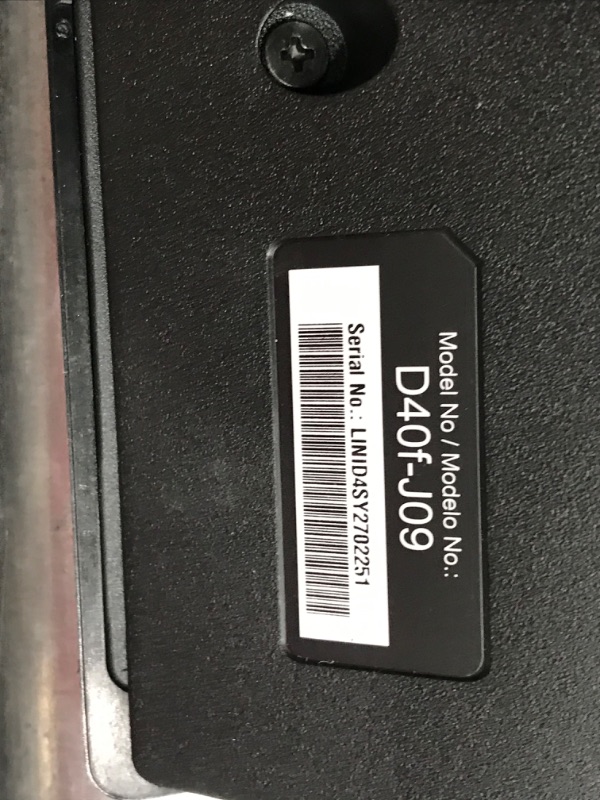 Model No / Modelo No.:
D40f-J09
Serial No.: LINID4SY2702251